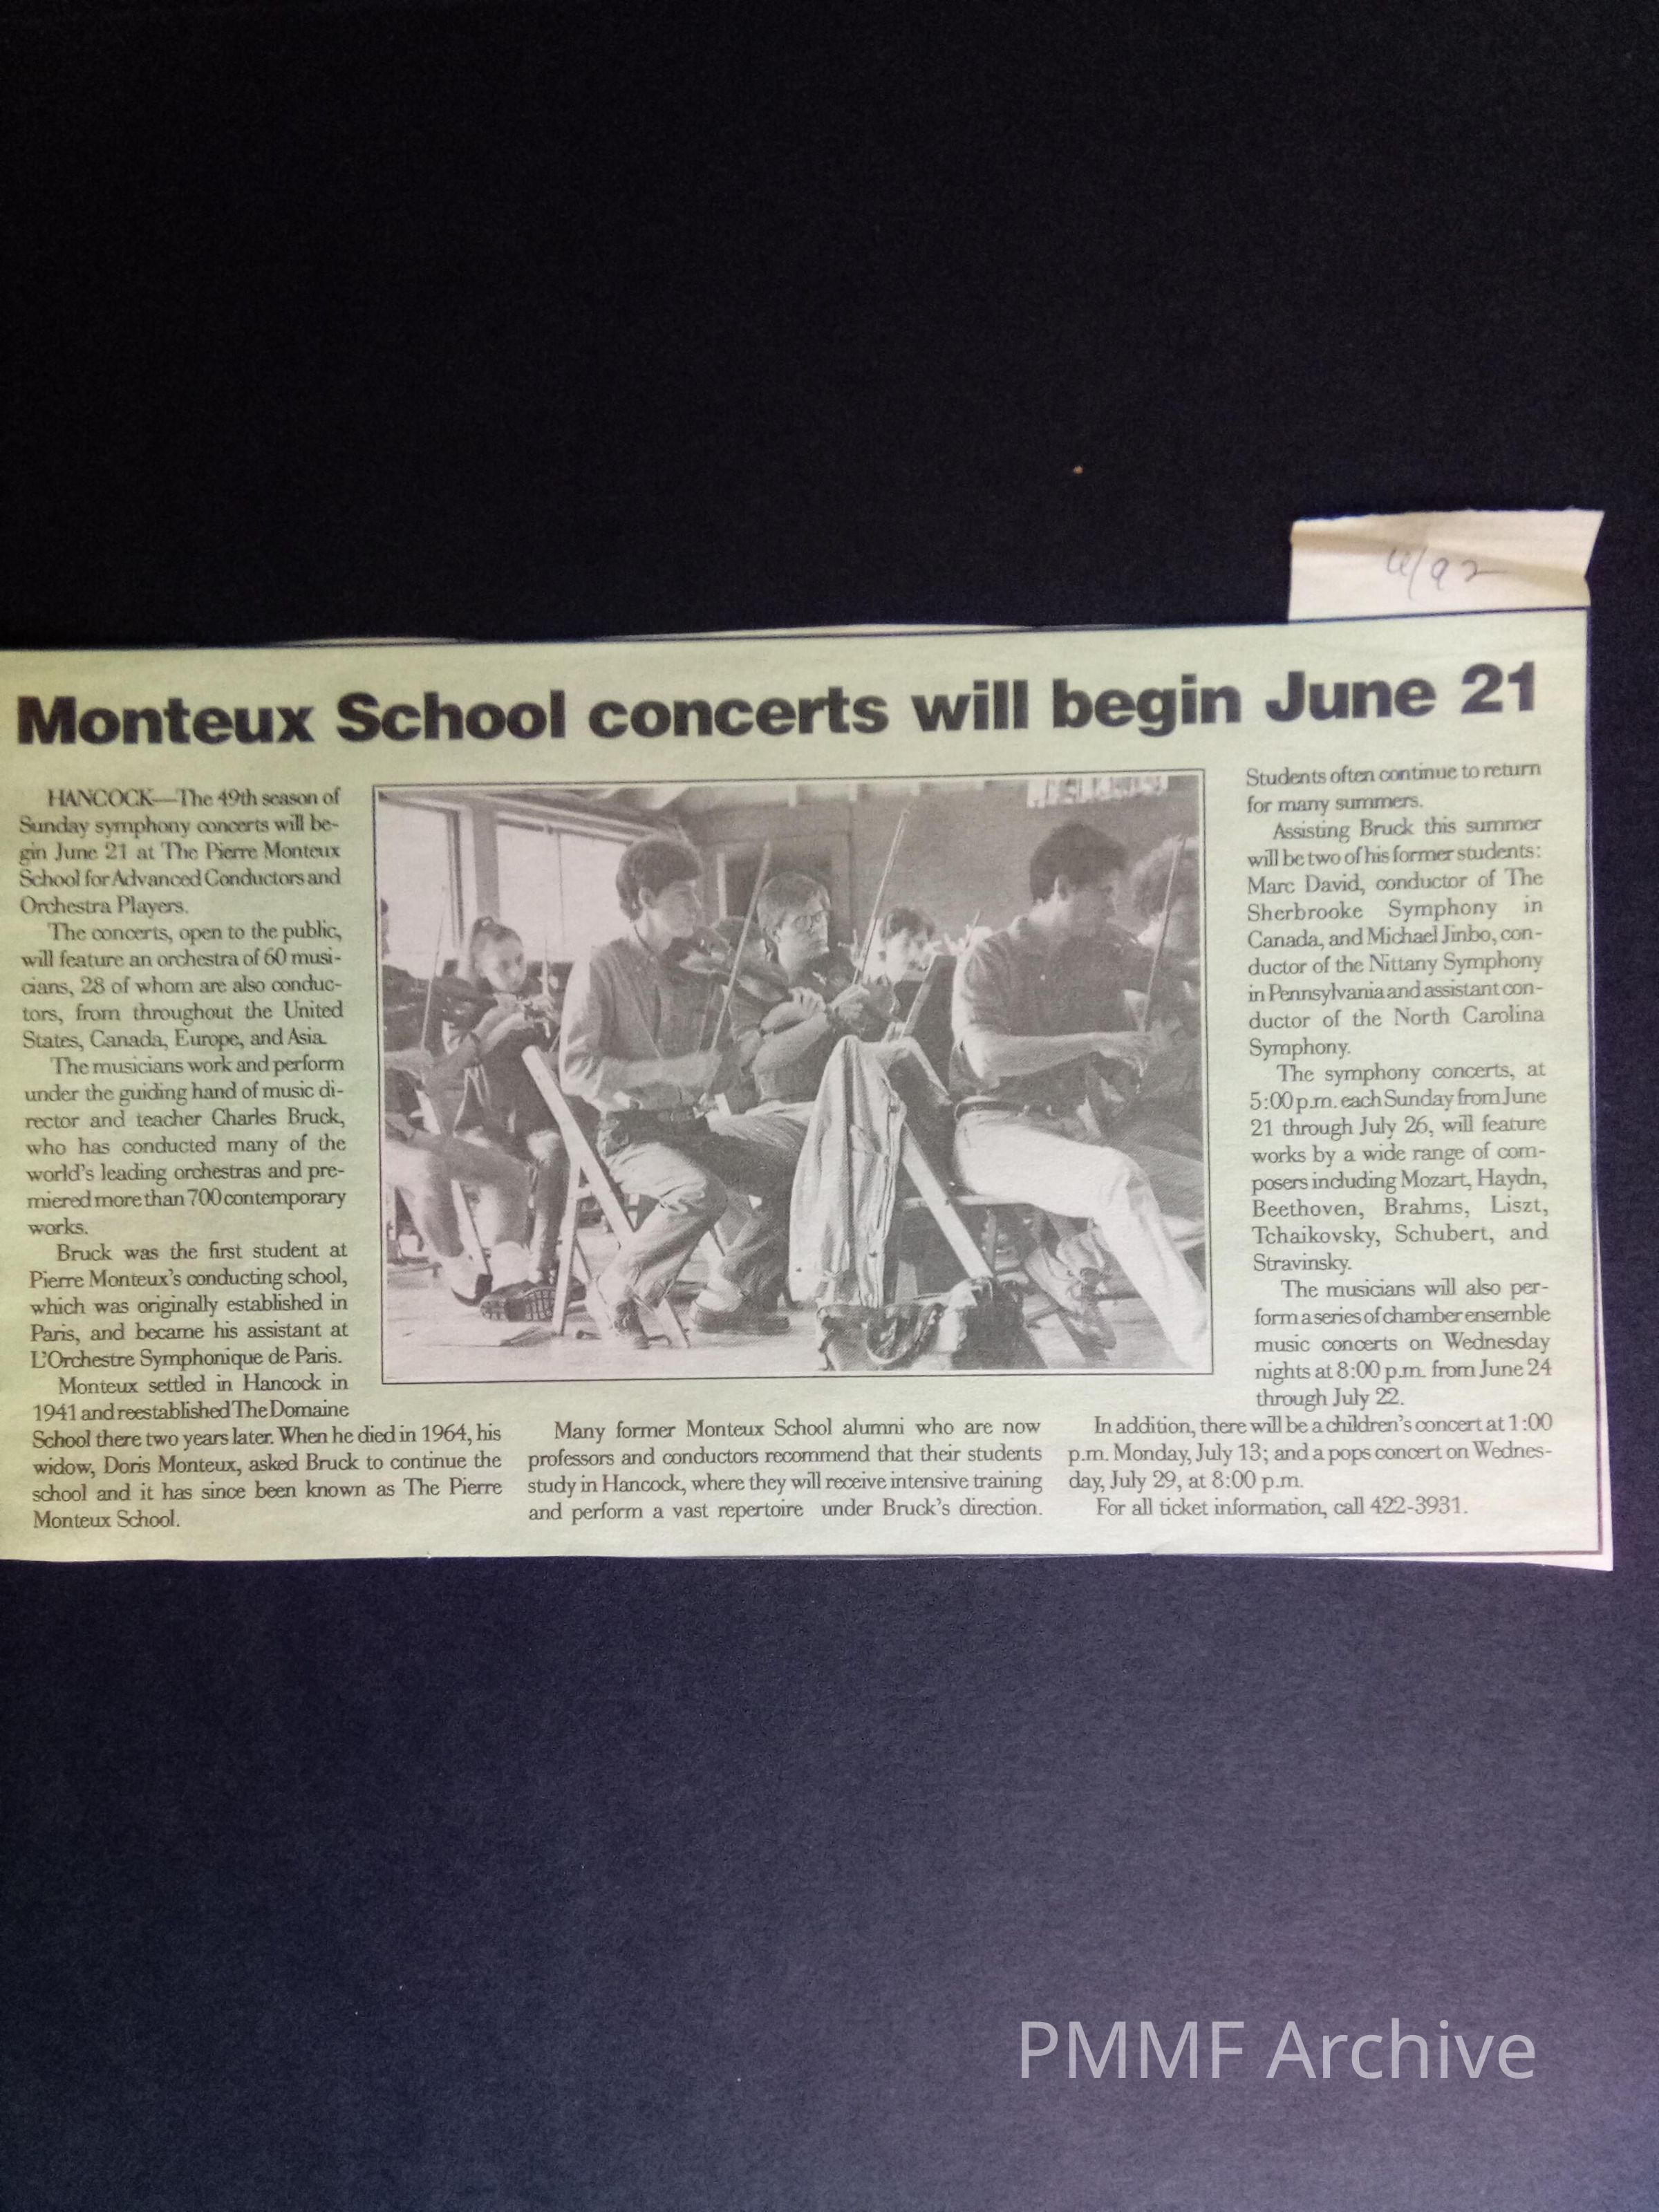 6/92
Monteux School concerts will begin June 21
HANCOCK—The 49th season of
Sunday symphony concerts will be-
gin June 21 at The Pierre Monteux
School for Advanced Conductors and
Orchestra Players.
The concerts, open to the public,
will feature an orchestra of 60 musi-
cians, 28 of whom are also conduc-
tors, from throughout the United
States, Canada, Europe, and Asia.
The musicians work and perform
under the guiding hand of music di-
rector and teacher Charles Bruck,
who has conducted many of the
world's leading orchestras and pre-
miered more than 700 contemporary
works.
Bruck was the first student at
Pierre Monteux's conducting school,
which was originally established in
Paris, and became his assistant at
L'Orchestre Symphonique de Paris.
Monteux settled in Hancock in
1941 and reestablished The Domaine
School there two years later. When he died in 1964, his
widow, Doris Monteux, asked Bruck to continue the
school and it has since been known as The Pierre
Monteux School.
Many former Monteux School alumni who are now
professors and conductors recommend that their students
study in Hancock, where they will receive intensive training
and perform a vast repertoire under Bruck's direction.
Students often continue to return
for many summers.
Assisting Bruck this summer
will be two of his former students:
Marc David, conductor of The
Sherbrooke Symphony in
Canada, and Michael Jinbo, con-
ductor of the Nittany Symphony
in Pennsylvania and assistant con-
ductor of the North Carolina
Symphony.
The symphony concerts, at
5:00 p.m. each Sunday from June
21 through July 26, will feature
works by a wide range of com-
posers including Mozart, Haydn,
Beethoven, Brahms, Liszt,
Tchaikovsky, Schubert, and
Stravinsky.
The musicians will also per-
form a series of chamber ensemble
music concerts on Wednesday
nights at 8:00 p.m. from June 24
through July 22.
In addition, there will be a children's concert at 1:00
p.m. Monday, July 13; and a pops concert on Wednes-
day, July 29, at 8:00 p.m.
For all ticket information, call 422-3931.
PMMF Archive